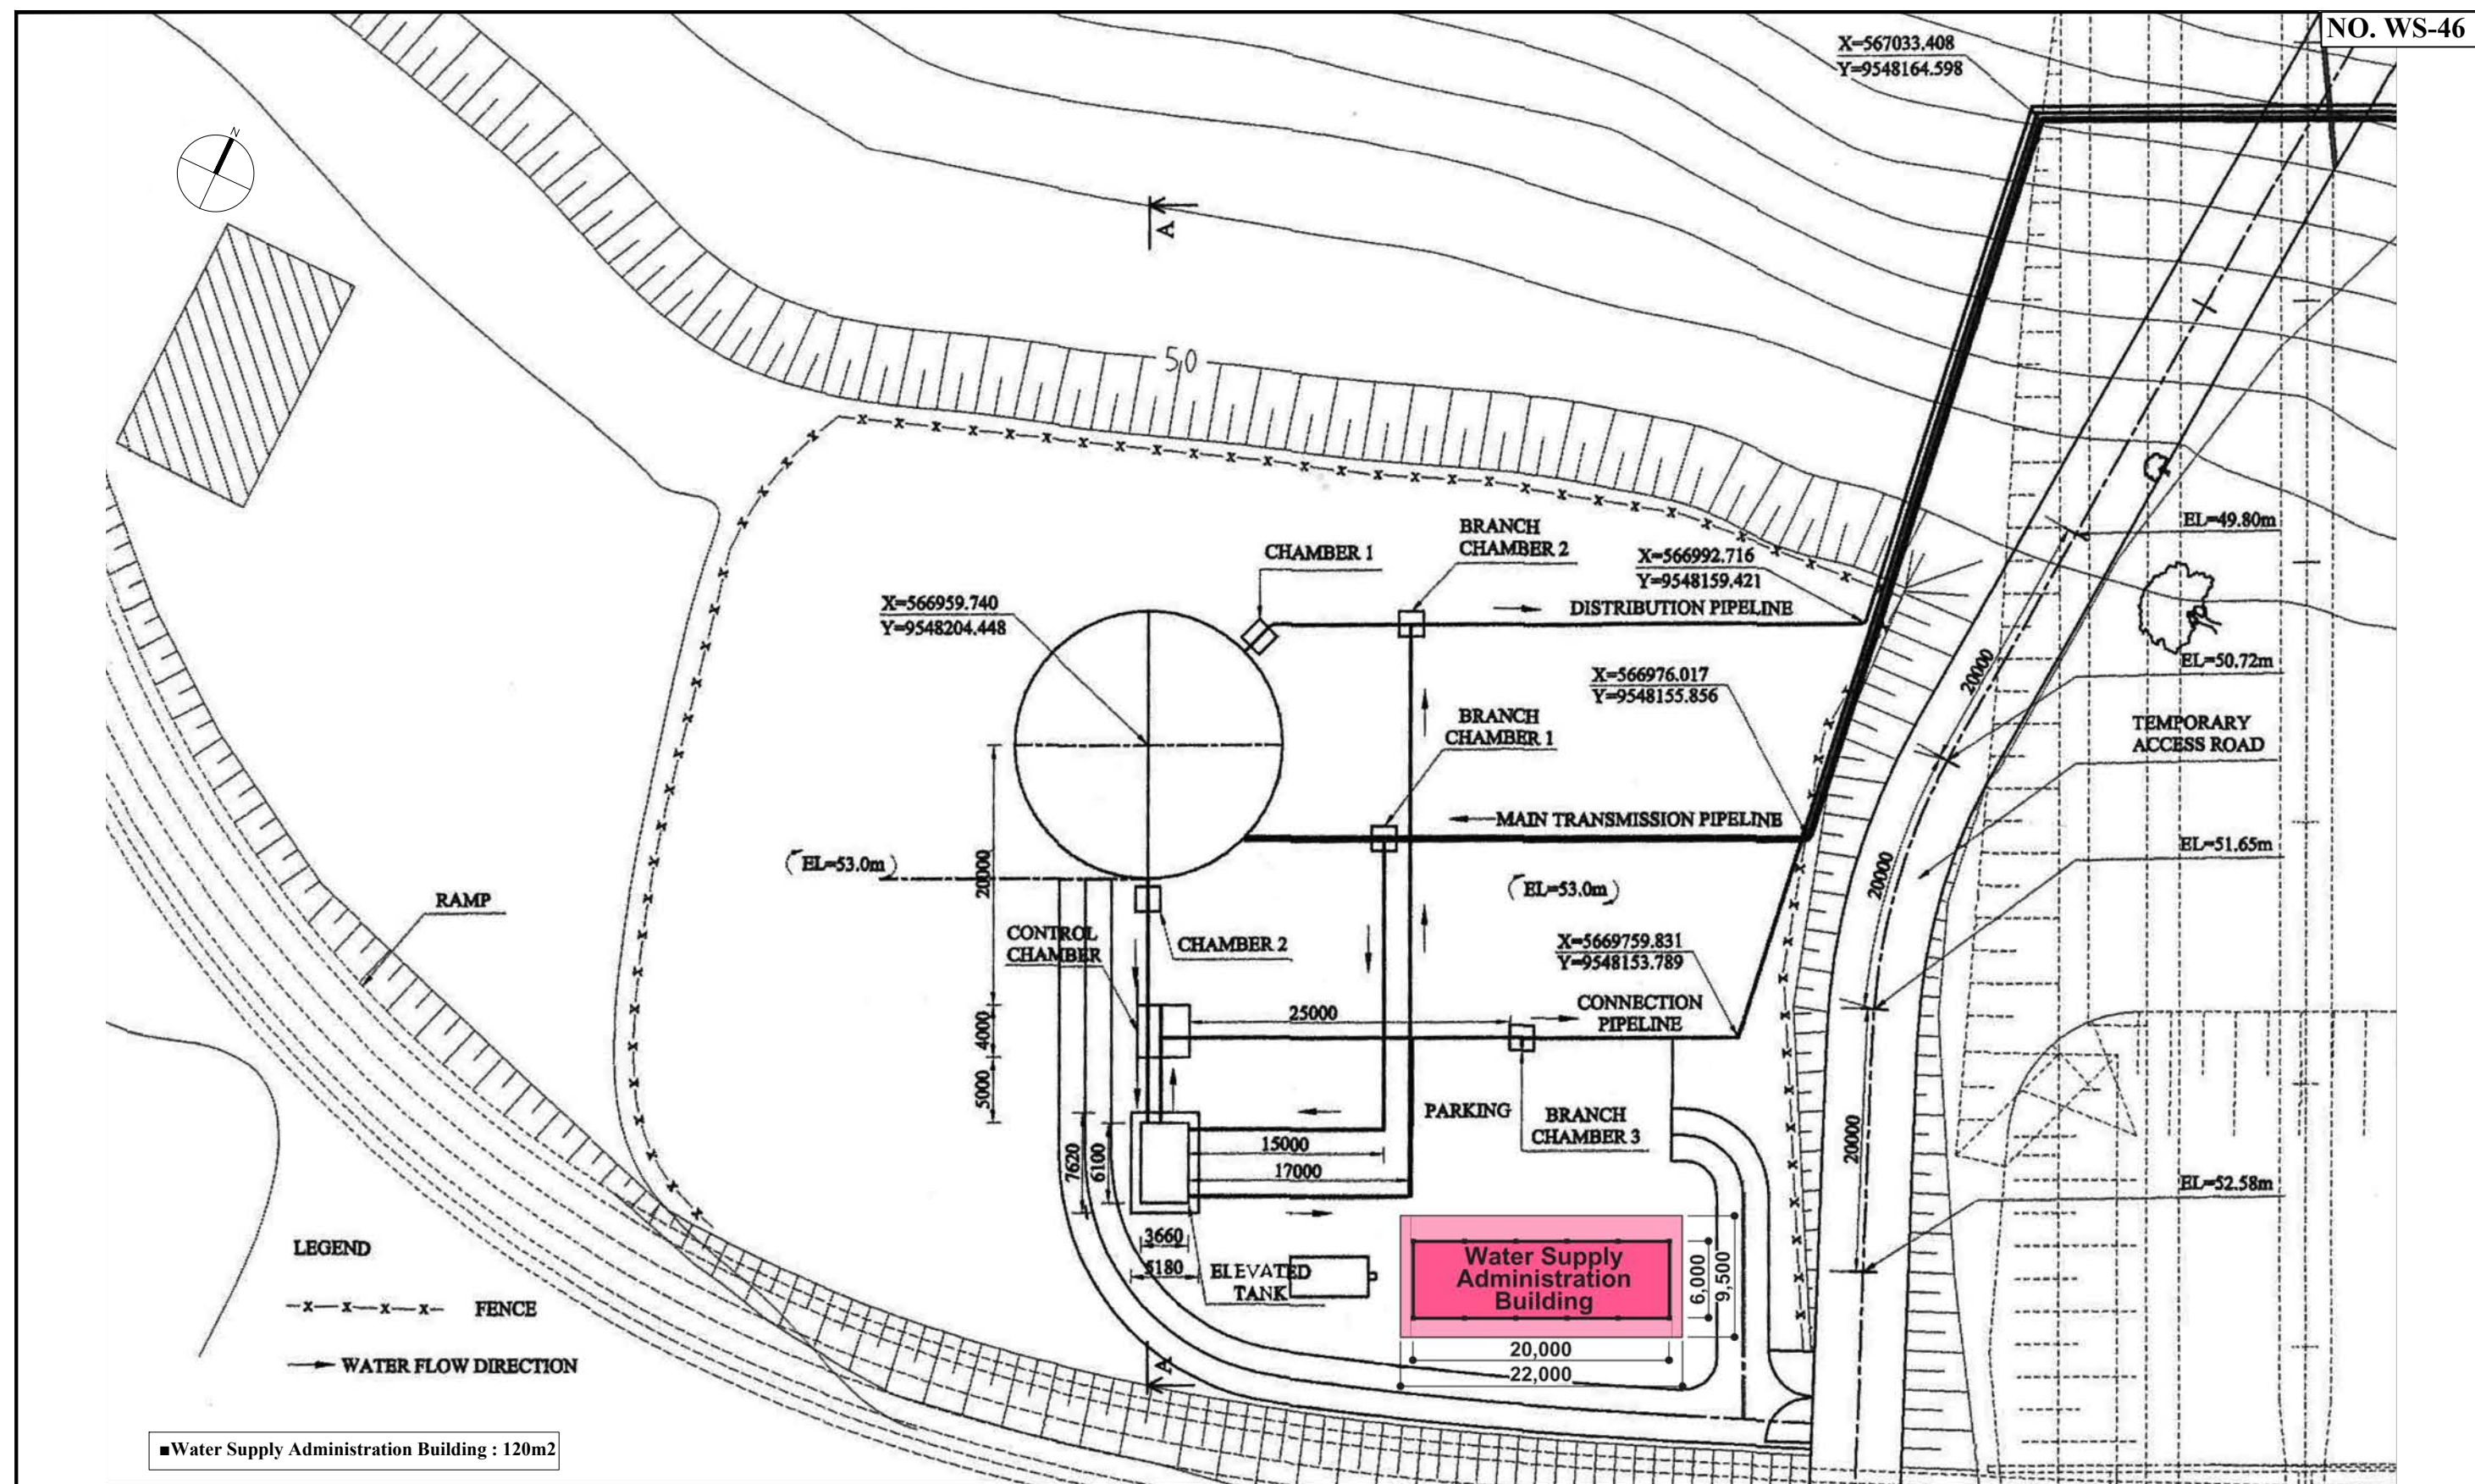 NO. WS-46
X=567033.408
Y=9548164.598
N
A
50
EL=49.80m
BRANCH
CHAMBER 2
CHAMBER 1
X=566992.716
Y=9548159.421
DISTRIBUTION PIPELINE
X=566959.740
Y=9548204.448
20000
EL=50.72m
X=566976.017
Y=9548155.856
BRANCH
CHAMBER 1
TEMPORARY
ACCESS ROAD
MAIN TRANSMISSION PIPELINE
EL=51.65m
(EL=53.0m)
20000
20000
(EL=53.0m)
RAMP
CONTROL
CHAMBER
CHAMBER 2
X=5669759.831
Y=9548153.789
CONNECTION
PIPELINE
25000
4000
5000
PARKING
BRANCH
CHAMBER 3
15000
17000
7620
6100
20000
EL=52.58m
3660
5180
ELEVATED
TANK
Water Supply
Administration
Building
6,000
9,500
20,000
22,000
A
LEGEND
-x—x—x—x- FENCE
WATER FLOW DIRECTION
■Water Supply Administration Building : 120m2